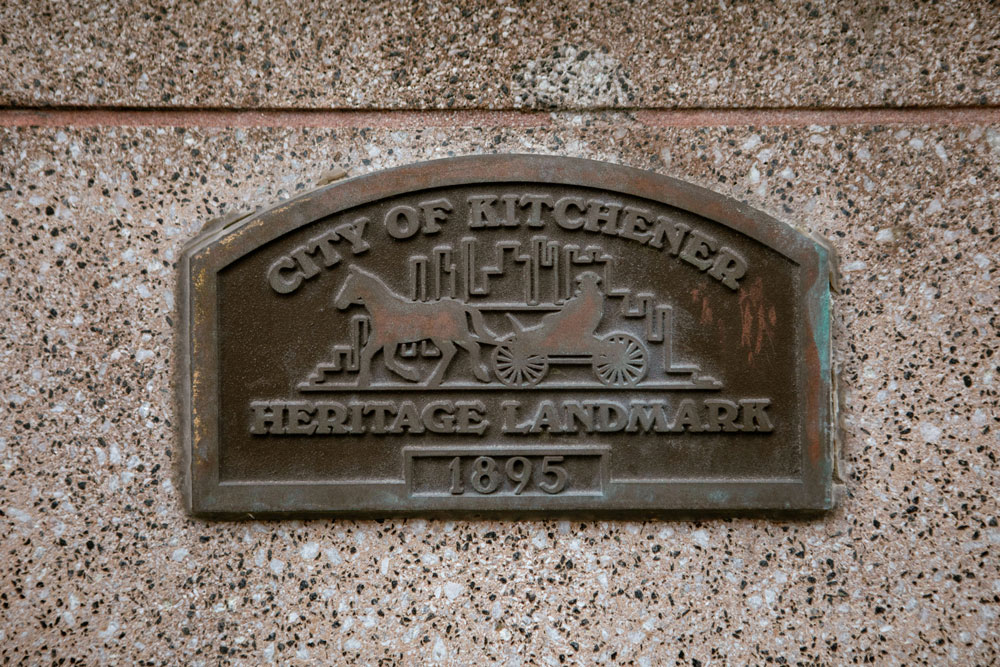 CITY OF KITCHENER
HERITAGE LANDMARK
1895